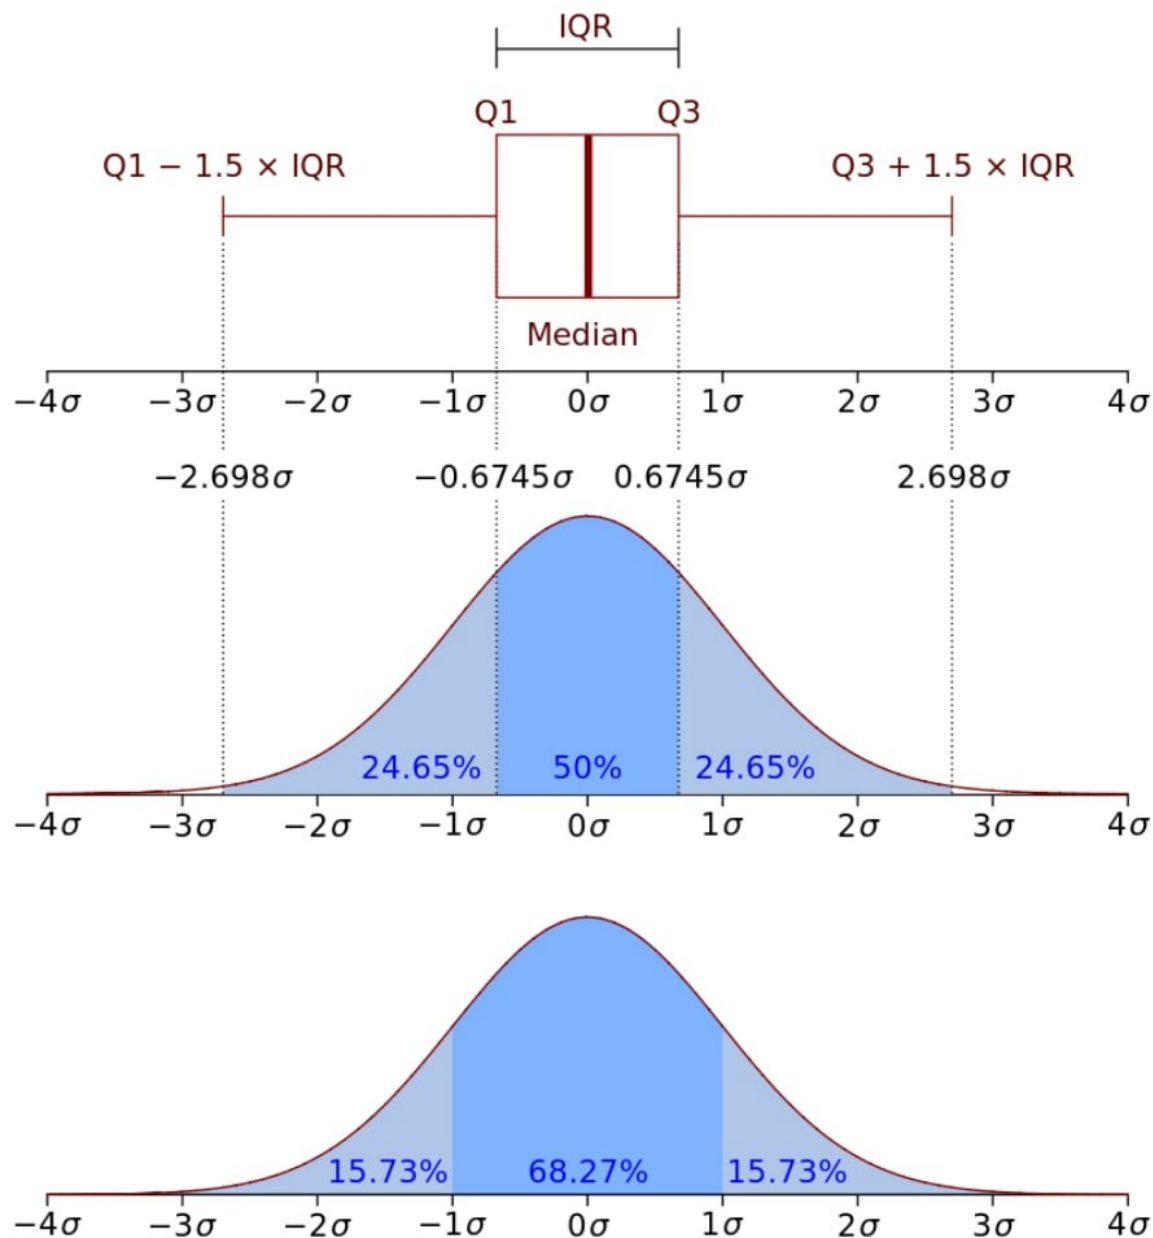 IQR
Q1 Q3
Q1 − 1.5 × IQR Q3 + 1.5 × IQR
Median
−4σ −3σ −2σ −1σ 0σ 1σ 2σ 3σ 4σ
−2.698σ −0.6745σ 0.6745σ 2.698σ
24.65% 50% 24.65%
−4σ −3σ −2σ −1σ 0σ 1σ 2σ 3σ 4σ
15.73% 68.27% 15.73%
−4σ −3σ −2σ −1σ 0σ 1σ 2σ 3σ 4σ